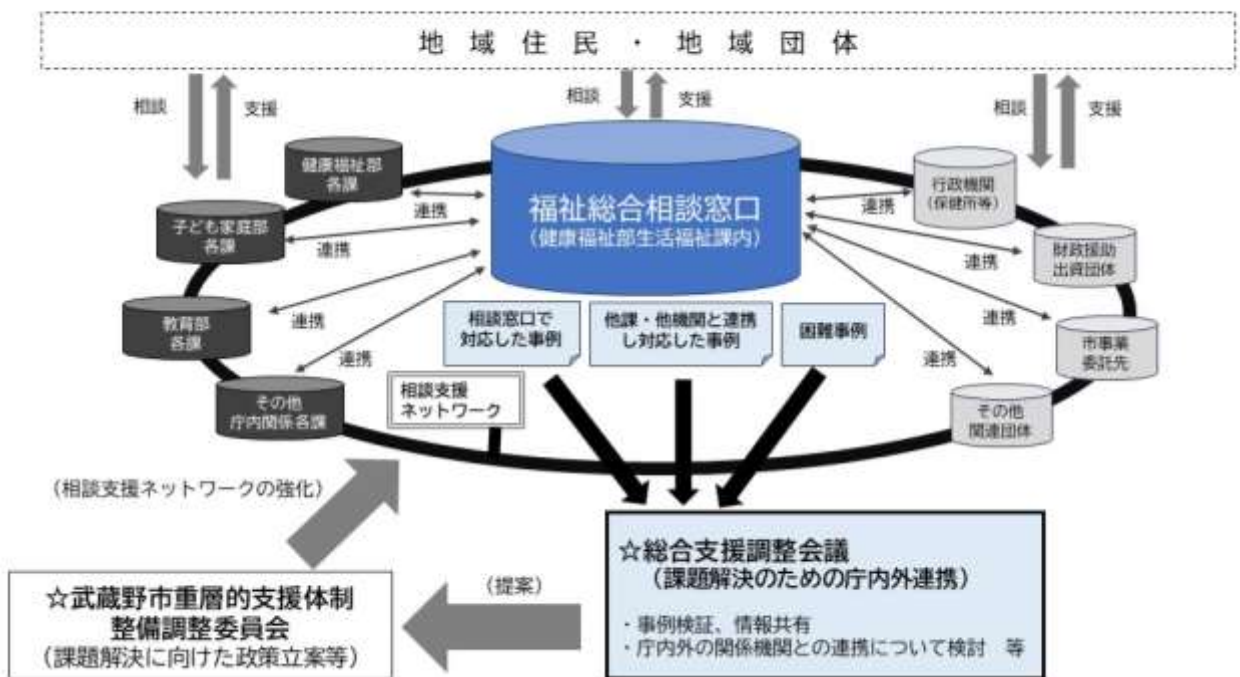 地域住民・地域団体
相談
支援
相談
支援
相談
支援
健康福祉部
各課
子ども家庭部
各課
教育部
各課
その他
庁内関係各課
連携
連携
連携
連携
福祉総合相談窓口
（健康福祉部生活福祉課内）
連携
連携
連携
連携
行政機関
（保健所等）
財政援助
出資団体
市事業
委託先
その他
関連団体
相談窓口で
対応した事例
他課・他機関と連携
し対応した事例
困難事例
相談支援
ネットワーク
（相談支援ネットワークの強化）
☆総合支援調整会議
（課題解決のための庁内外連携）
・事例検証、情報共有
・庁内外の関係機関との連携について検討　等
（提案）
☆武蔵野市重層的支援体制
整備調整委員会
（課題解決に向けた政策立案等）